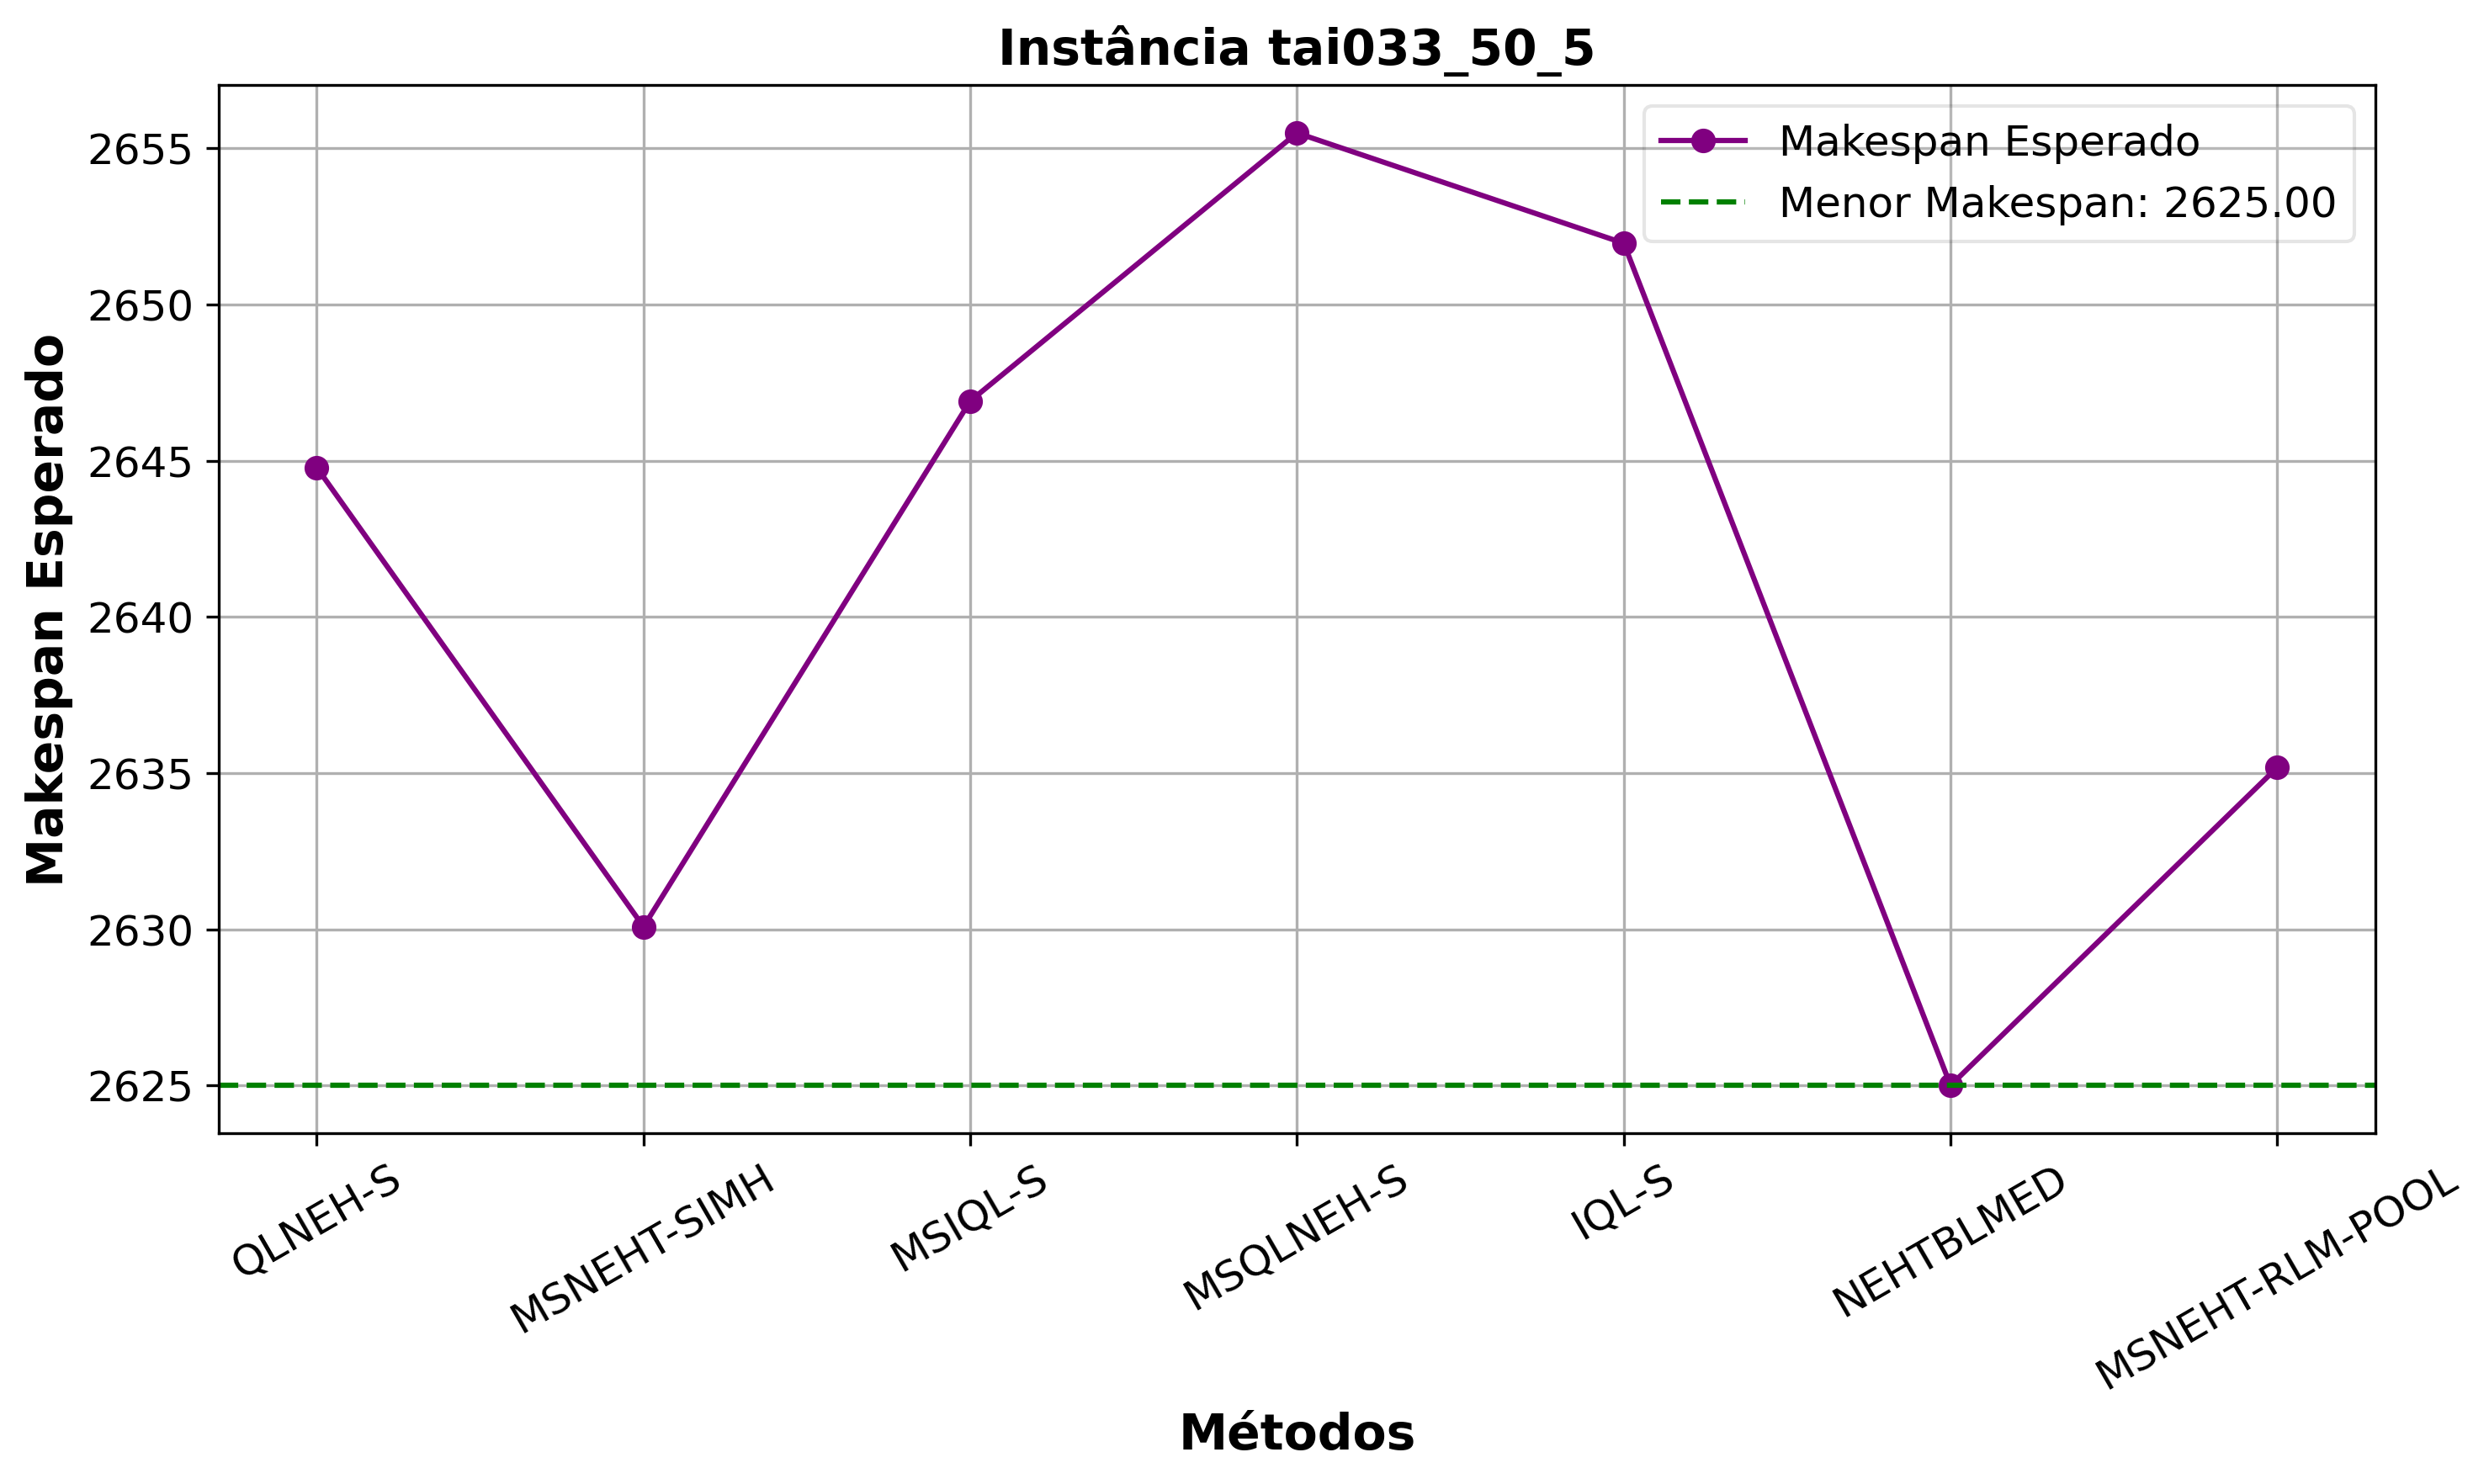 Instância tai033_50_5
Makespan Esperado
Menor Makespan: 2625.00
Makespan Esperado
2655
2650
2645
2640
2635
2630
2625
QLNEH-S
MSNEHT-SIMH
MSIQL-S
MSQLNEH-S
IQL-S
NEHTBLMED
MSNEHT-RLM-POOL
Métodos